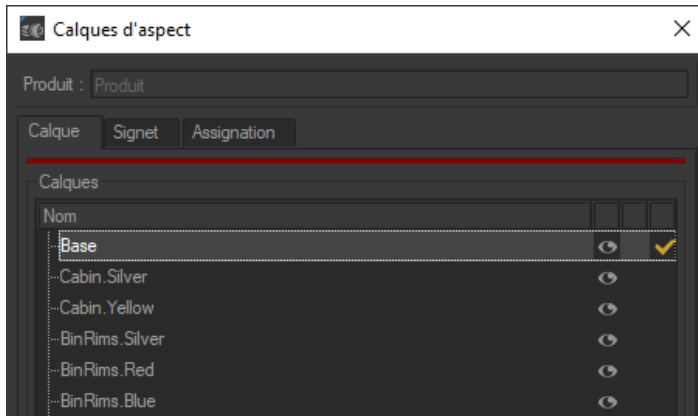 Calques d'aspect
Produit : Produit
Calque Signet Assignation
Calques
Nom
Base
Cabin.Silver
Cabin.Yellow
BinRims.Silver
BinRims.Red
BinRims.Blue